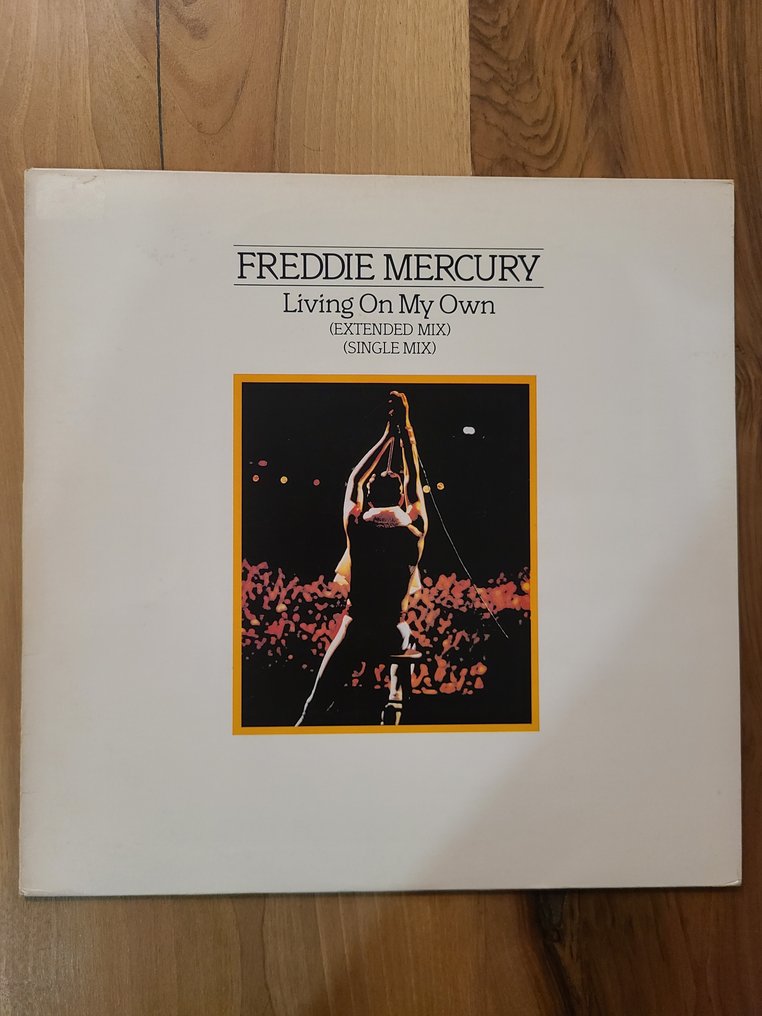 FREDDIE MERCURY
Living On My Own
(EXTENDED MIX)
(SINGLE MIX)